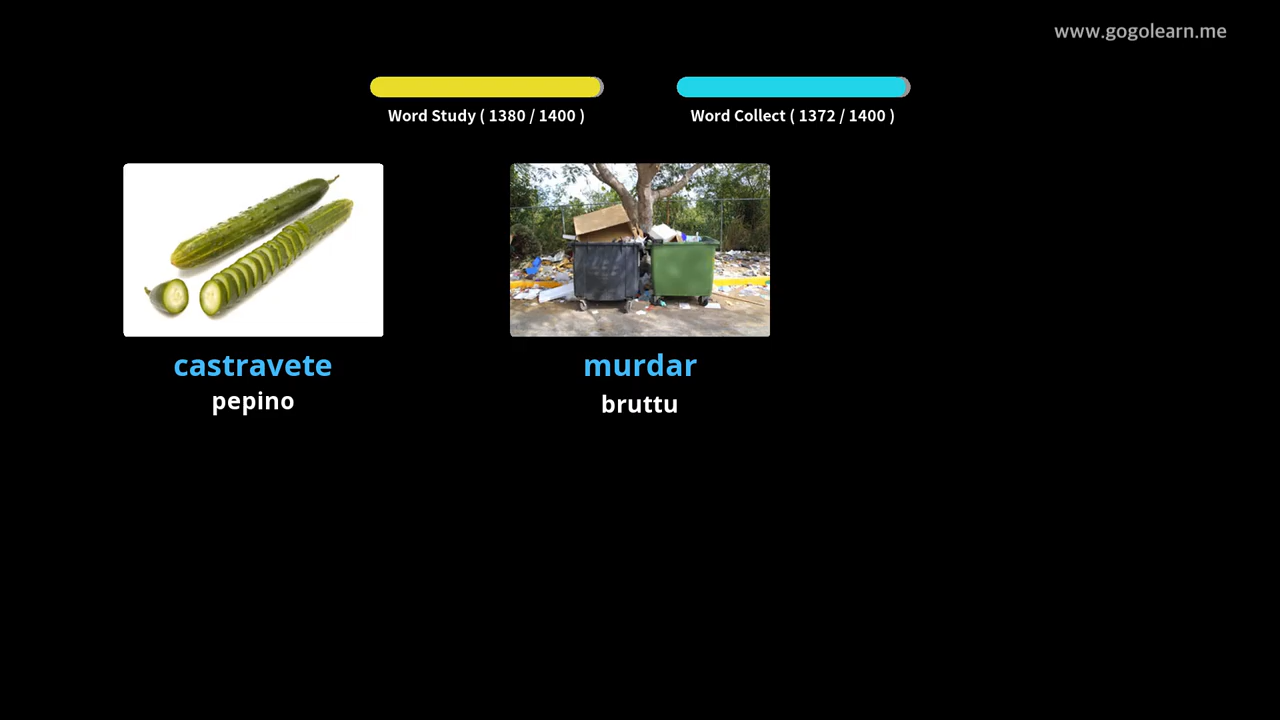 www.gogolearn.me
Word Study ( 1380 / 1400 )
Word Collect ( 1372 / 1400 )
castravete
pepino
murdar
bruttu